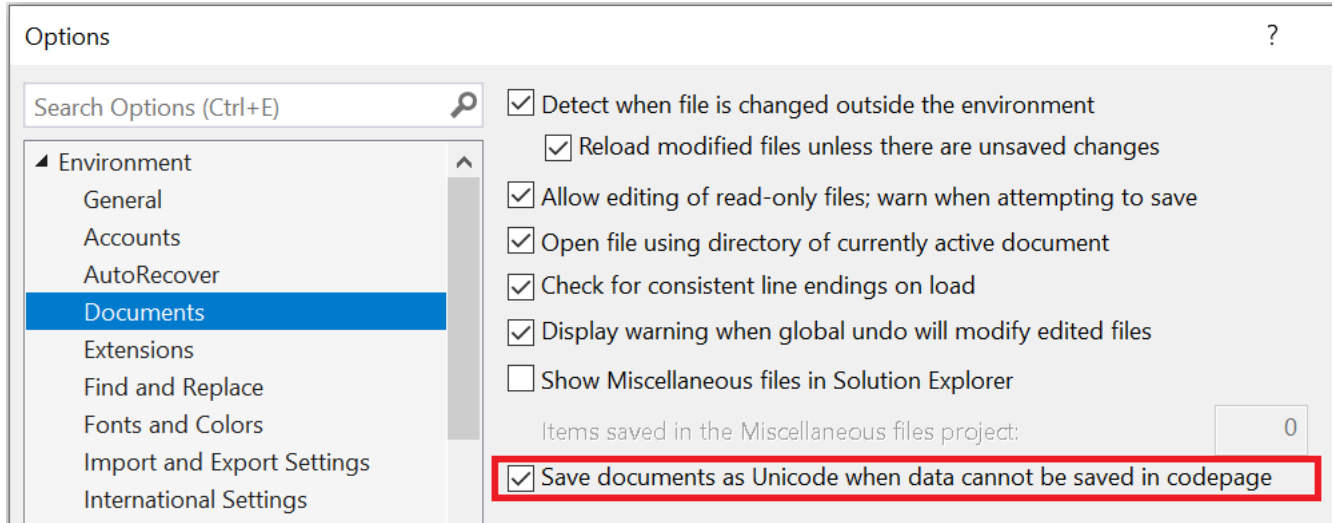 Options
?
Search Options (Ctrl+E)
Environment
General
Accounts
AutoRecover
Documents
Extensions
Find and Replace
Fonts and Colors
Import and Export Settings
International Settings
Detect when file is changed outside the environment
Reload modified files unless there are unsaved changes
Allow editing of read-only files; warn when attempting to save
Open file using directory of currently active document
Check for consistent line endings on load
Display warning when global undo will modify edited files
Show Miscellaneous files in Solution Explorer
Items saved in the Miscellaneous files project: 0
Save documents as Unicode when data cannot be saved in codepage